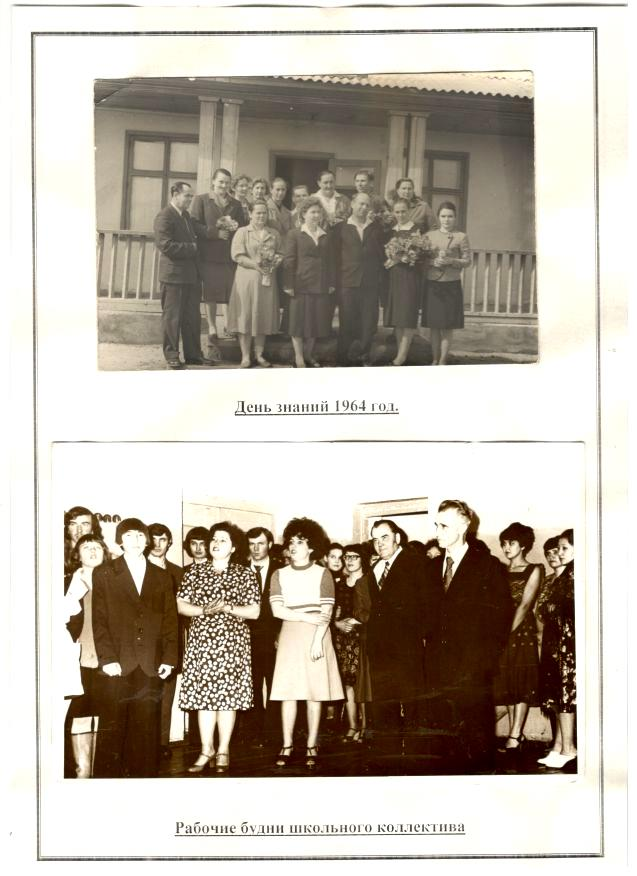 День знаний 1964 год.
Рабочие будни школьного коллектива